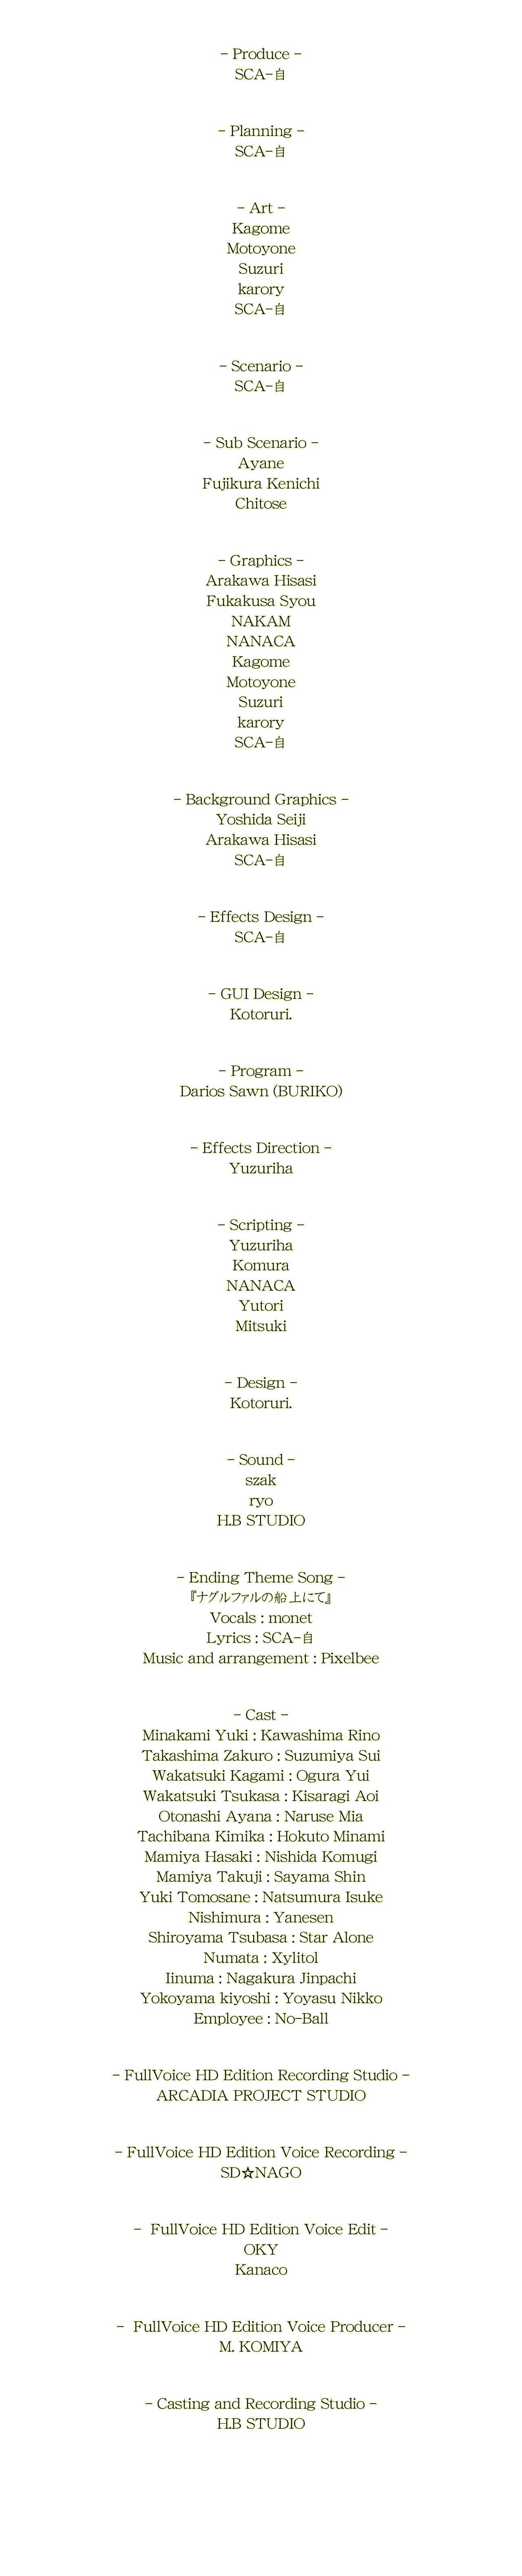 - Produce -
SCA-自
- Planning -
SCA-自
- Art -
Kagome
Motoyone
Suzuri
karory
SCA-自
- Scenario -
SCA-自
- Sub Scenario -
Ayane
Fujikura Kenichi
Chitose
- Graphics -
Arakawa Hisasi
Fukakusa Syou
NAKAM
NANACA
Kagome
Motoyone
Suzuri
karory
SCA-自
- Background Graphics -
Yoshida Seiji
Arakawa Hisasi
SCA-自
- Effects Design -
SCA-自
- GUI Design -
Kotoruri.
- Program -
Darios Sawn (BURIKO)
- Effects Direction -
Yuzuriha
- Scripting -
Yuzuriha
Komura
NANACA
Yutori
Mitsuki
- Design -
Kotoruri.
- Sound -
szak
ryo
H.B STUDIO
- Ending Theme Song -
『ナグルファルの船上にて』
Vocals : monet
Lyrics : SCA-自
Music and arrangement : Pixelbee
- Cast -
Minakami Yuki : Kawashima Rino
Takashima Zakuro : Suzumiya Sui
Wakatsuki Kagami : Ogura Yui
Wakatsuki Tsukasa : Kisaragi Aoi
Otonashi Ayana : Naruse Mia
Tachibana Kimika : Hokuto Minami
Mamiya Hasaki : Nishida Komugi
Mamiya Takuji : Sayama Shin
Yuki Tomosane : Natsumura Isuke
Nishimura : Yanesen
Shiroyama Tsubasa : Star Alone
Numata : Xylitol
Iinuma : Nagakura Jinpachi
Yokoyama kiyoshi : Yoyasu Nikko
Employee : No-Ball
- FullVoice HD Edition Recording Studio -
ARCADIA PROJECT STUDIO
- FullVoice HD Edition Voice Recording -
SD☆NAGO
- FullVoice HD Edition Voice Edit -
OKY
Kanaco
- FullVoice HD Edition Voice Producer -
M. KOMIYA
- Casting and Recording Studio -
H.B STUDIO